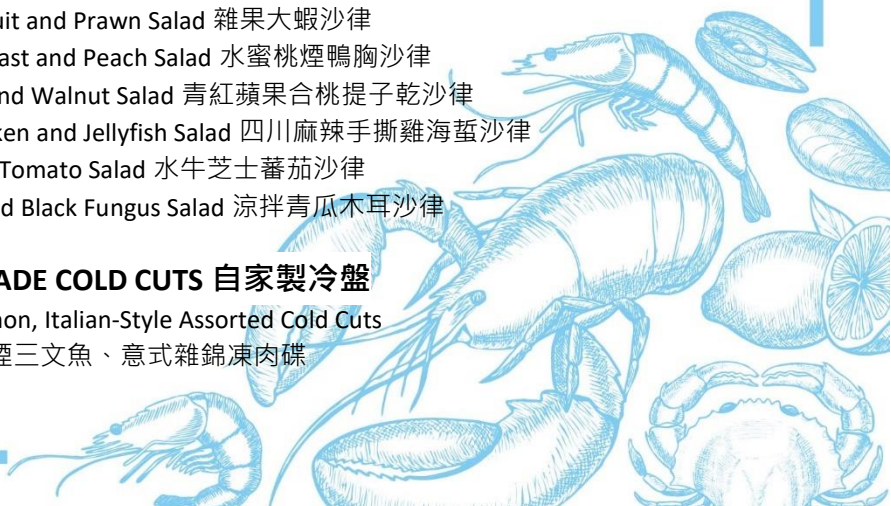 uit and Prawn Salad 雜果大蝦沙律
ast and Peach Salad 水蜜桃煙鴨胸沙律
nd Walnut Salad 青紅蘋果合桃提子乾沙律
ken and Jellyfish Salad 四川麻辣手撕雞海蜇沙律
Tomato Salad 水牛芝士蕃茄沙律
d Black Fungus Salad 涼拌青瓜木耳沙律
ADE COLD CUTS 自家製冷盤
non, Italian-Style Assorted Cold Cuts
煙三文魚、意式雜錦凍肉碟